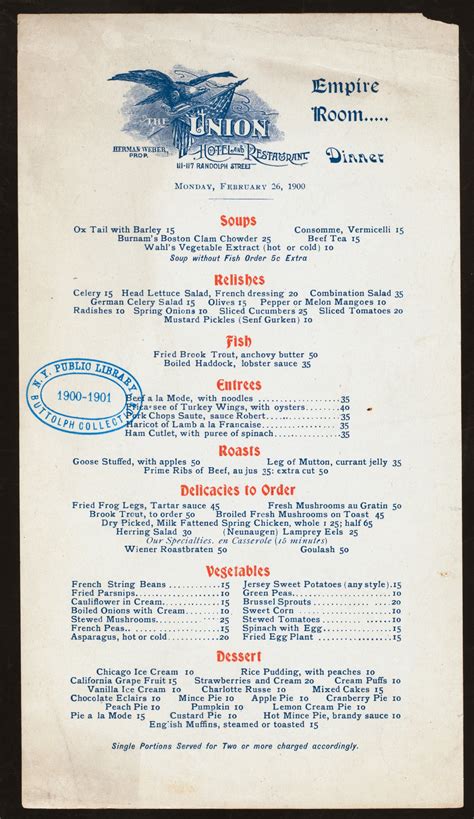 THE UNION
HOTEL AND RESTAURANT
HERMAN WEBER,
PROP.
111-117 RANDOLPH STREET
Empire
Room.....
Dinner
MONDAY, FEBRUARY 26, 1900
Soups
Ox Tail with Barley 15 Consomme, Vermicelli 15
Burnam's Boston Clam Chowder 25 Beef Tea 15
Wahl's Vegetable Extract (hot or cold) 10
Soup without Fish Order 5c Extra
Relishes
Celery 15 Head Lettuce Salad, French dressing 20 Combination Salad 35
German Celery Salad 15 Olives 15 Pepper or Melon Mangoes 10
Radishes 10 Spring Onions 10 Sliced Cucumbers 25 Sliced Tomatoes 20
Mustard Pickles (Senf Gurken) 10
Fish
Fried Brook Trout, anchovy butter 50
Boiled Haddock, lobster sauce 35
N.Y. PUBLIC LIBRARY
1900-1901
BUTTOLPH COLLECTION
Entrees
Beef a la Mode, with noodles ............35
Fricassee of Turkey Wings, with oysters....40
Pork Chops Saute, sauce Robert............35
Haricot of Lamb a la Francaise............35
Ham Cutlet, with puree of spinach.........35
Roasts
Goose Stuffed, with apples 50 Leg of Mutton, currant jelly 35
Prime Ribs of Beef, au jus 35: extra cut 50
Delicacies to Order
Fried Frog Legs, Tartar sauce 45 Fresh Mushrooms au Gratin 50
Brook Trout, to order 50 Broiled Fresh Mushrooms on Toast 45
Dry Picked, Milk Fattened Spring Chicken, whole 1 25; half 65
Herring Salad 30 (Neunaugen) Lamprey Eels 25
Our Specialties, en Casserole (15 minutes)
Wiener Roastbraten 50 Goulash 50
Vegetables
French String Beans ............15 Jersey Sweet Potatoes (any style).15
Fried Parsnips..................10 Green Peas.......................10
Cauliflower in Cream............15 Brussel Sprouts..................20
Boiled Onions with Cream........10 Sweet Corn.......................10
Stewed Mushrooms................25 Stewed Tomatoes..................10
French Peas.....................15 Spinach with Egg.................10
Asparagus, hot or cold..........20 Fried Egg Plant..................15
Dessert
Chicago Ice Cream 10 Rice Pudding, with peaches 10
California Grape Fruit 15 Strawberries and Cream 20 Cream Puffs 10
Vanilla Ice Cream 10 Charlotte Russe 10 Mixed Cakes 15
Chocolate Eclairs 10 Mince Pie 10 Apple Pie 10 Cranberry Pie 10
Peach Pie 10 Pumpkin 10 Lemon Cream Pie 10
Pie a la Mode 15 Custard Pie 10 Hot Mince Pie, brandy sauce 10
English Muffins, steamed or toasted 10
Single Portions Served for Two or more charged accordingly.